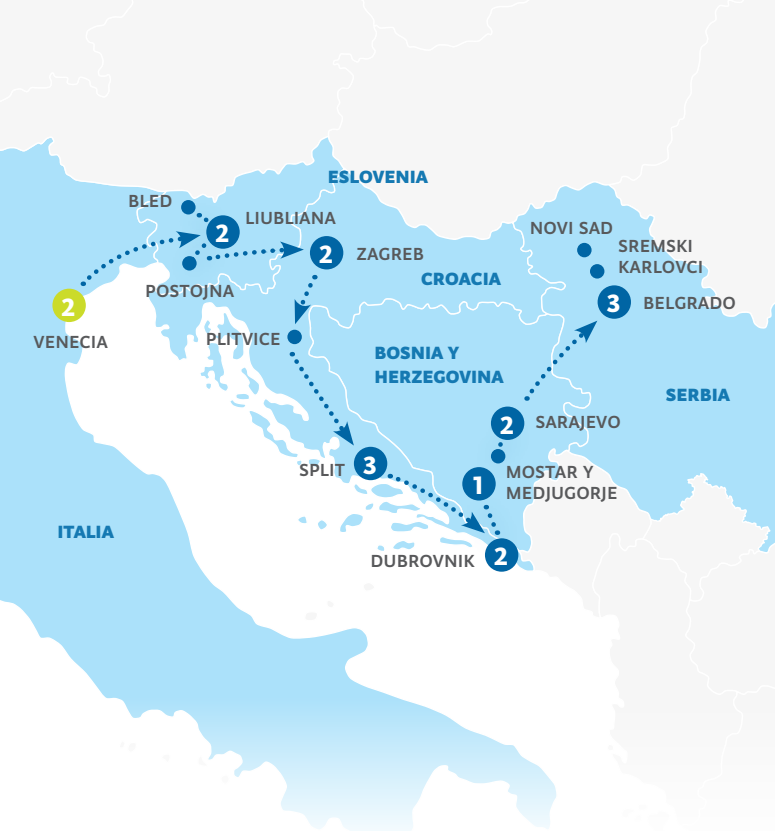 ESLOVENIA
BLED
LIUBLIANA
2
NOVI SAD
SREMSKI
KARLOVCI
2
ZAGREB
CROACIA
POSTOJNA
2
VENECIA
3
BELGRADO
PLITVICE
BOSNIA Y
HERZEGOVINA
SERBIA
2
SARAJEVO
SPLIT
3
1
MOSTAR Y
MEDJUGORJE
ITALIA
DUBROVNIK
2